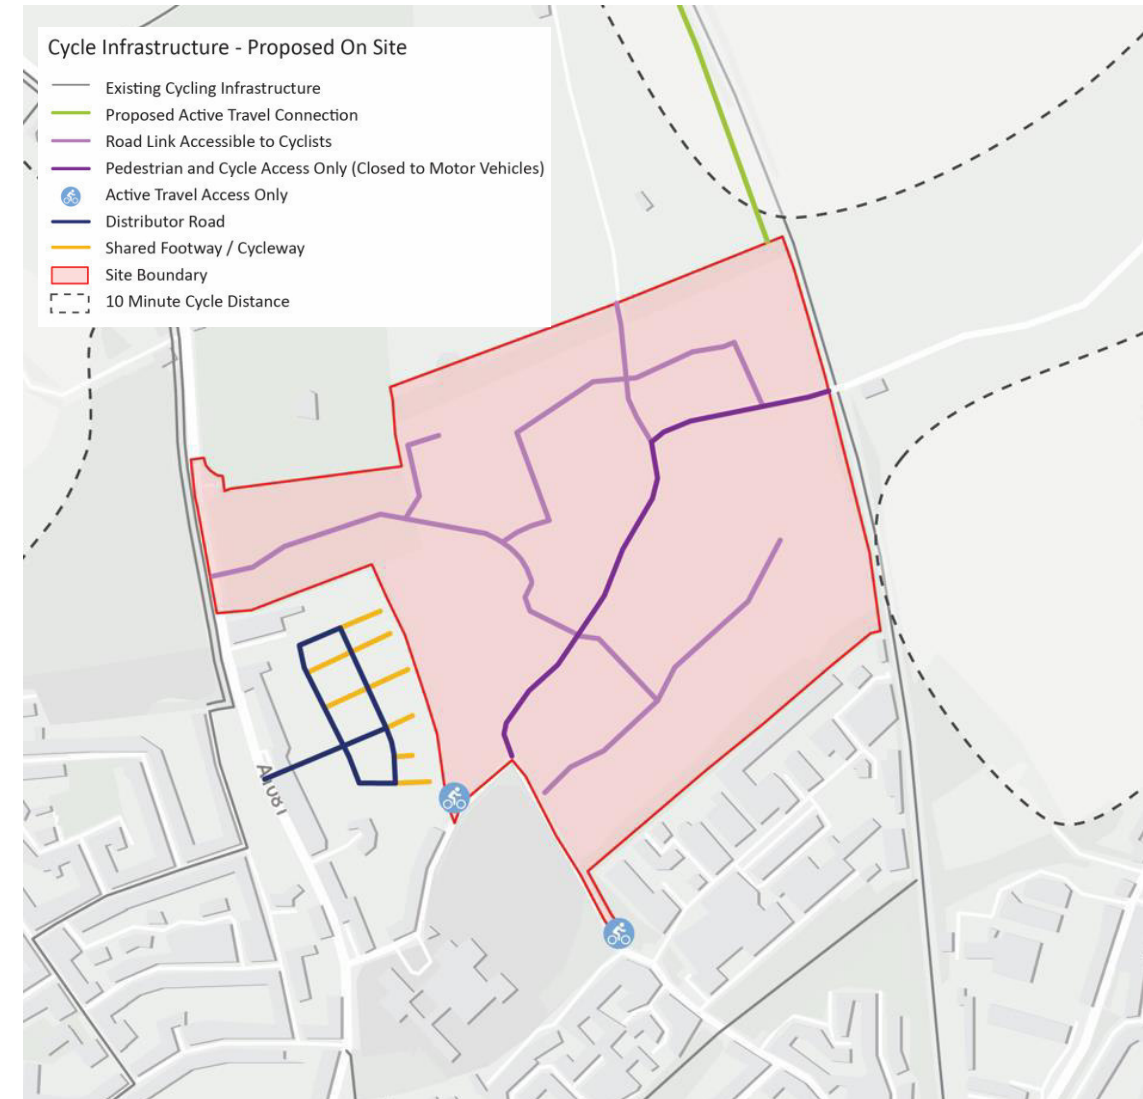 Cycle Infrastructure - Proposed On Site
Existing Cycling Infrastructure
Proposed Active Travel Connection
Road Link Accessible to Cyclists
Pedestrian and Cycle Access Only (Closed to Motor Vehicles)
Active Travel Access Only
Distributor Road
Shared Footway / Cycleway
Site Boundary
10 Minute Cycle Distance
A1081